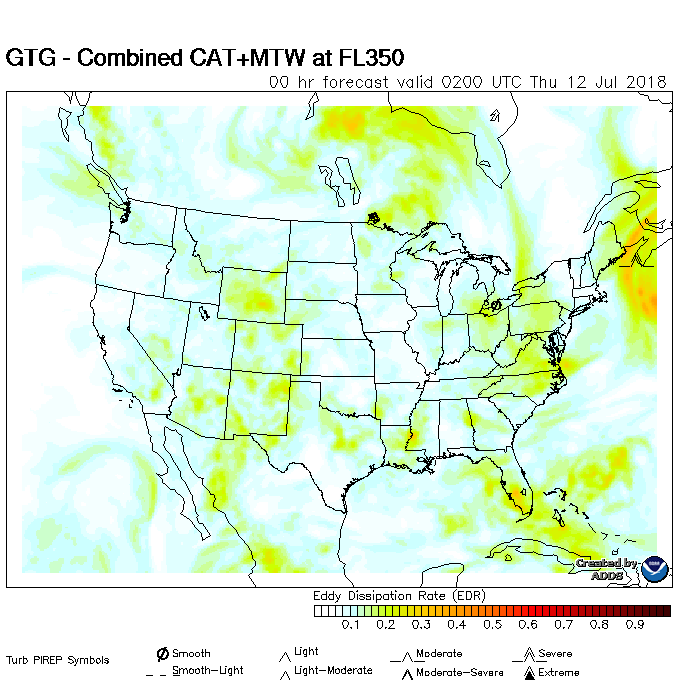 GTG - Combined CAT+MTW at FL350
00 hr forecast valid 0200 UTC Thu 12 Jul 2018
Created by
ADDS
Eddy Dissipation Rate (EDR)
0.1 0.2 0.3 0.4 0.5 0.6 0.7 0.8 0.9
Turb PIREP Symbols
Smooth Light Moderate Severe
Smooth-Light Light-Moderate Moderate-Severe Extreme